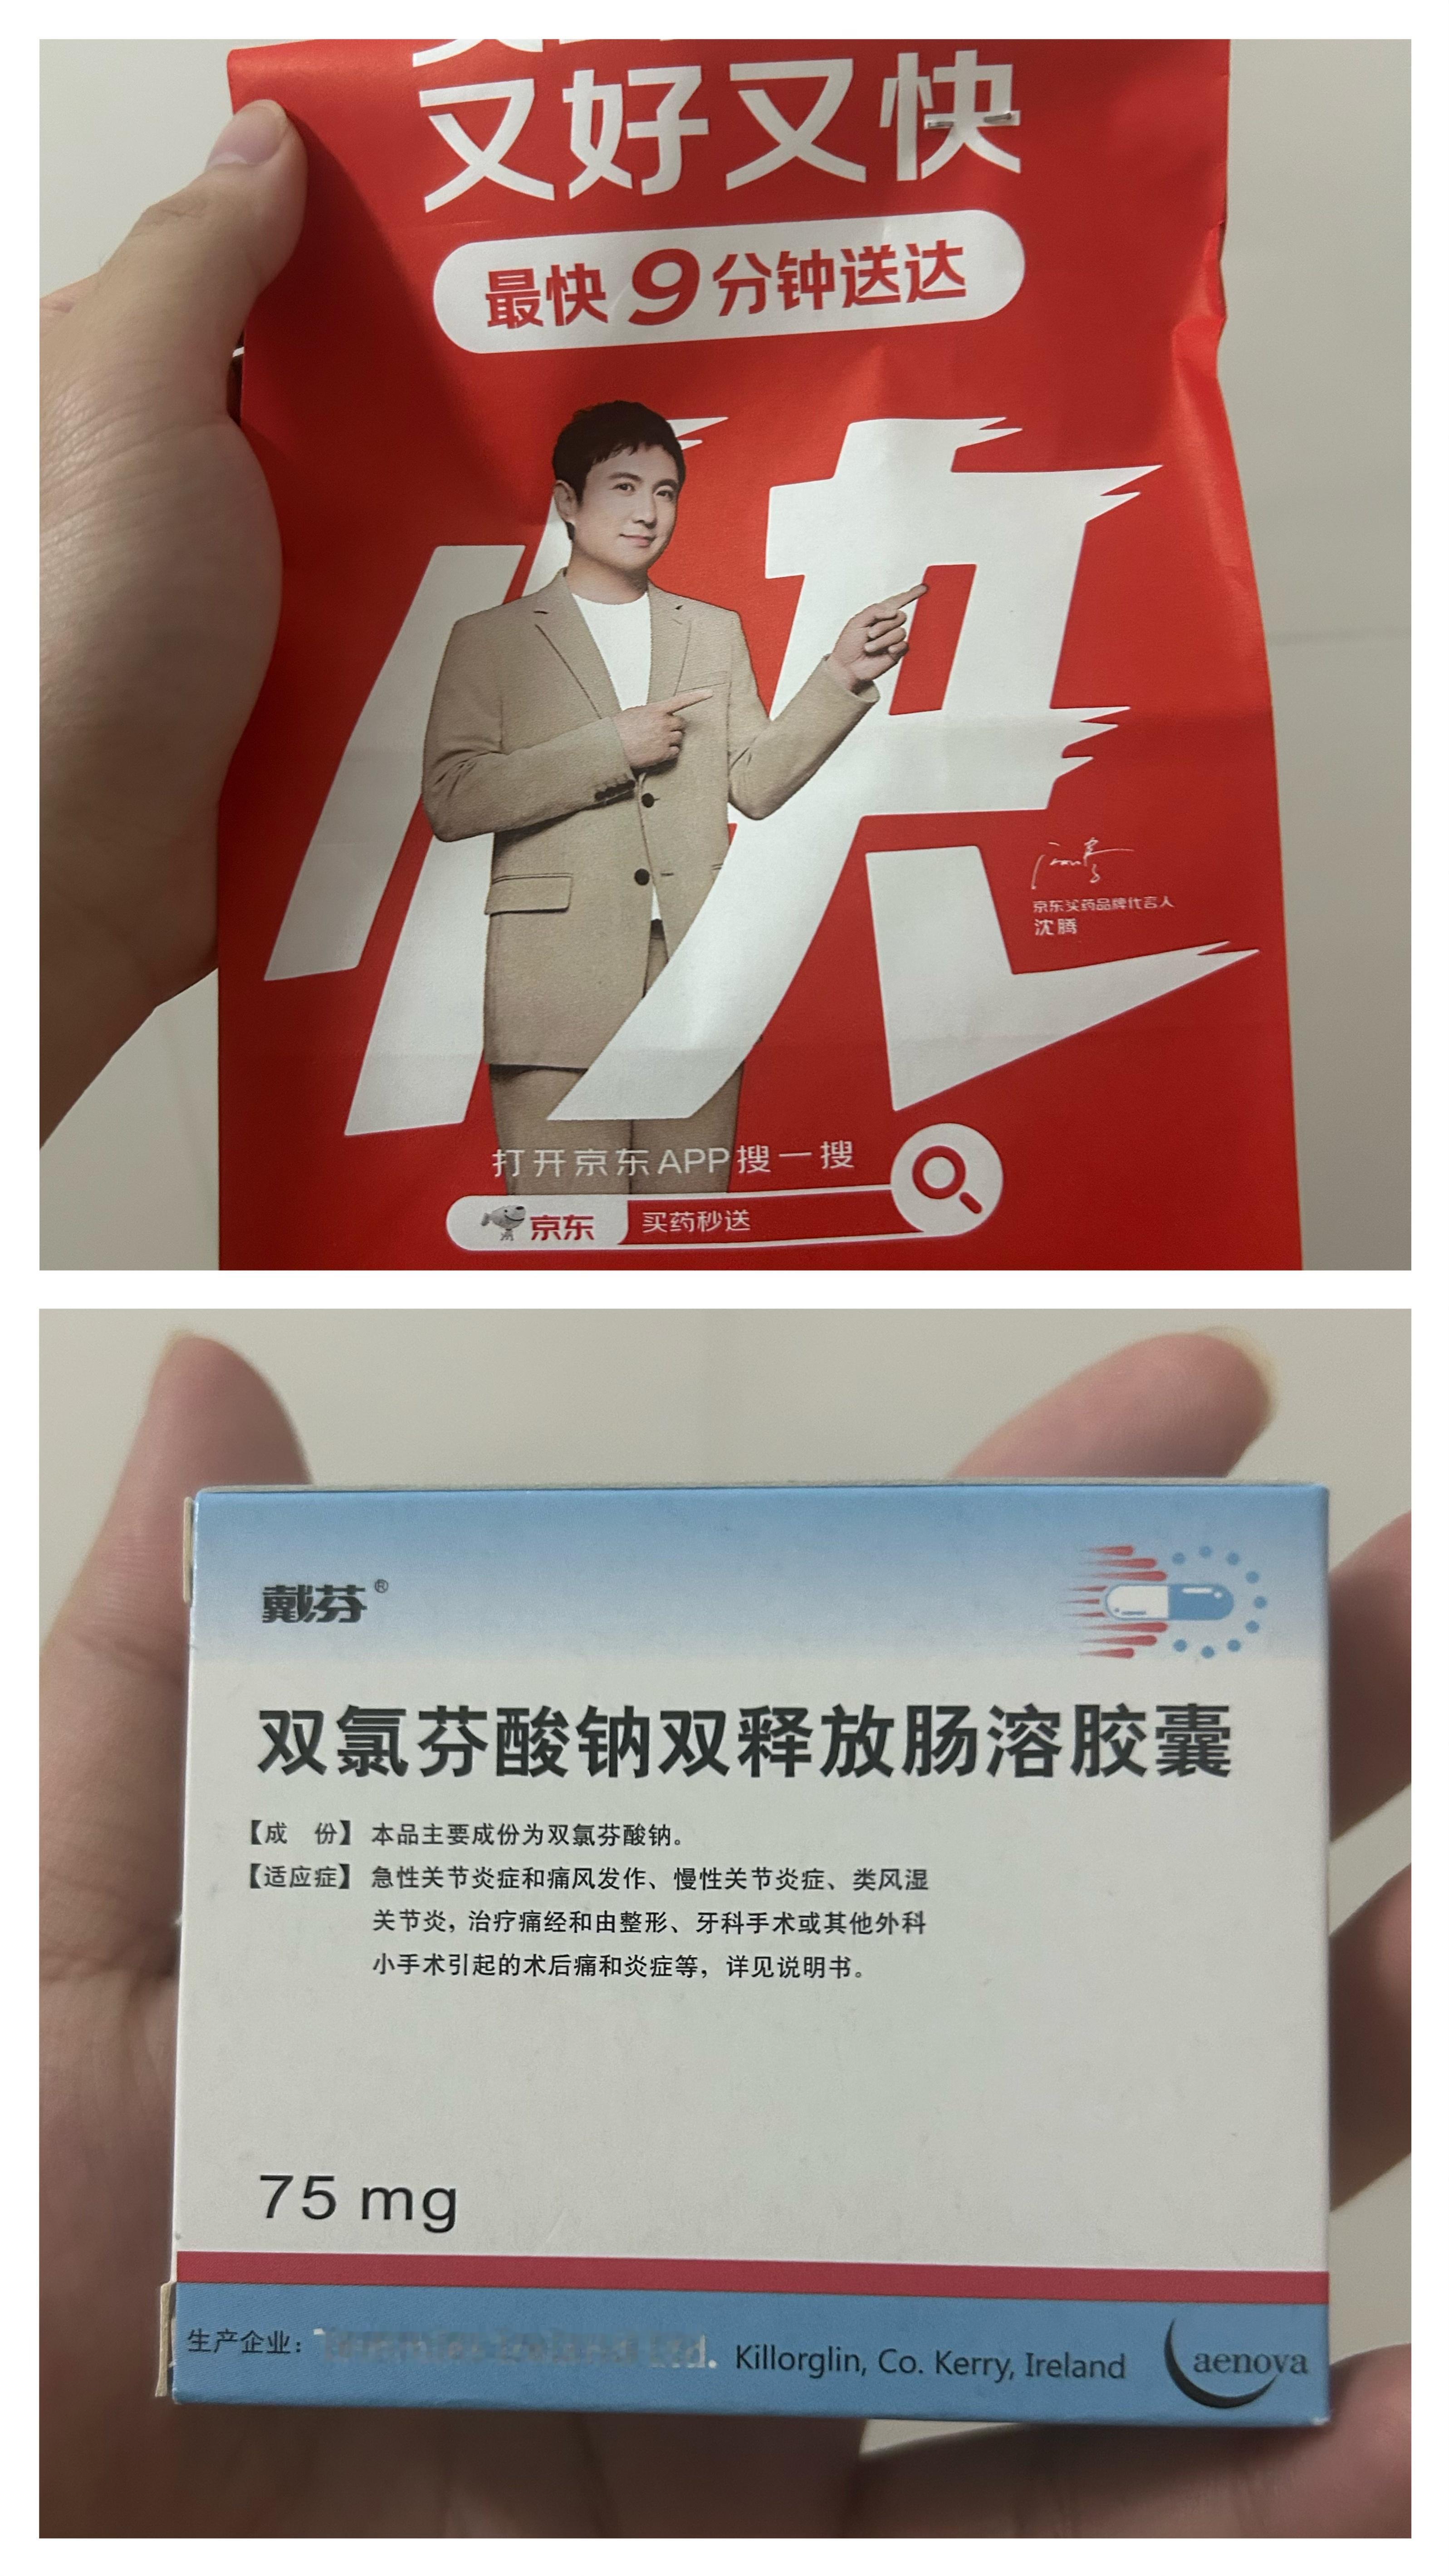 又好又快
最快9分钟送达
快
京东买药品牌代言人
沈腾
打开京东APP搜一搜
京东 买药秒送
戴芬®
双氯芬酸钠双释放肠溶胶囊
【成 份】本品主要成份为双氯芬酸钠。
【适应症】急性关节炎症和痛风发作、慢性关节炎症、类风湿
关节炎，治疗痛经和由整形、牙科手术或其他外科
小手术引起的术后痛和炎症等，详见说明书。
75 mg
生产企业： Ltd. Killorglin, Co. Kerry, Ireland
aenova